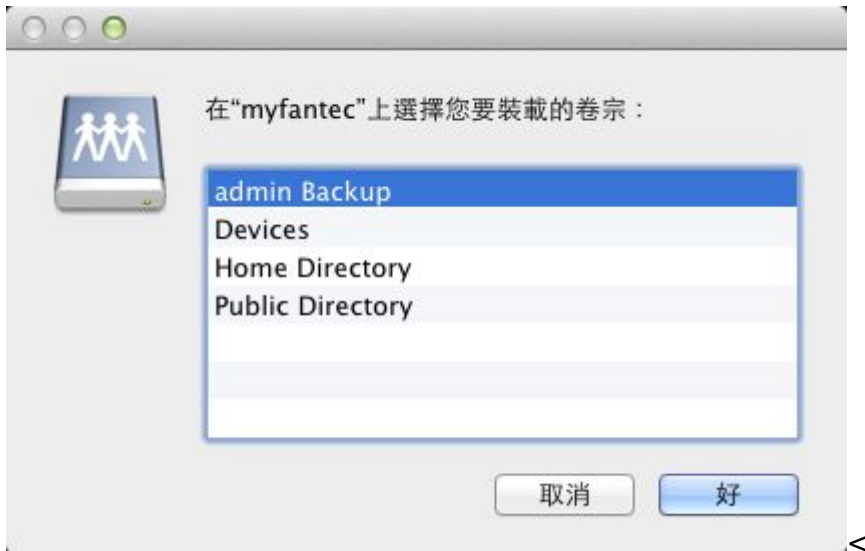 在“myfantec”上選擇您要裝載的卷宗：
admin Backup
Devices
Home Directory
Public Directory
取消
好
<